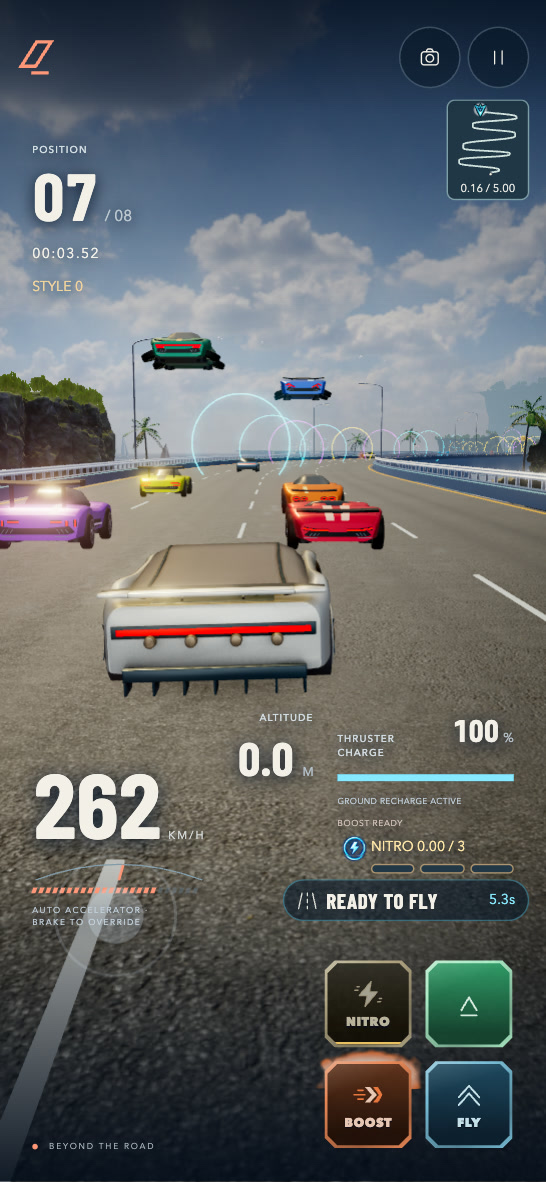 POSITION
07 / 08
00:03.52
STYLE 0
0.16 / 5.00
ALTITUDE
0.0 M
THRUSTER
CHARGE
100 %
GROUND RECHARGE ACTIVE
BOOST READY
NITRO 0.00 / 3
262 KM/H
AUTO ACCELERATOR
BRAKE TO OVERRIDE
READY TO FLY 5.3s
NITRO
BOOST
FLY
BEYOND THE ROAD